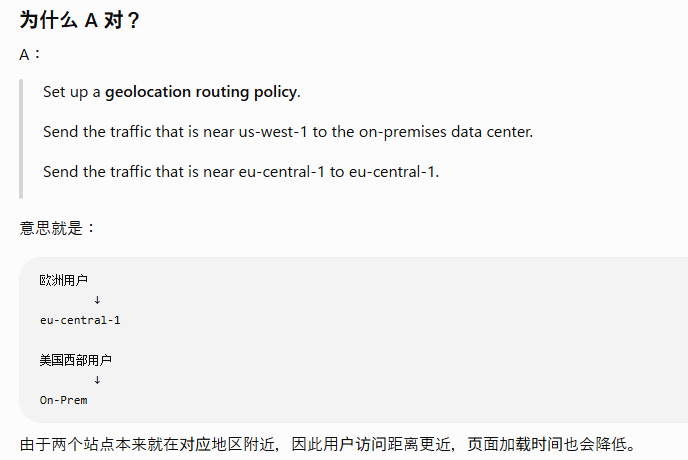 为什么 A 对？
A：
Set up a geolocation routing policy.
Send the traffic that is near us-west-1 to the on-premises data center.
Send the traffic that is near eu-central-1 to eu-central-1.
意思就是：
欧洲用户
↓
eu-central-1
美国西部用户
↓
On-Prem
由于两个站点本来就在对应地区附近，因此用户访问距离更近，页面加载时间也会降低。